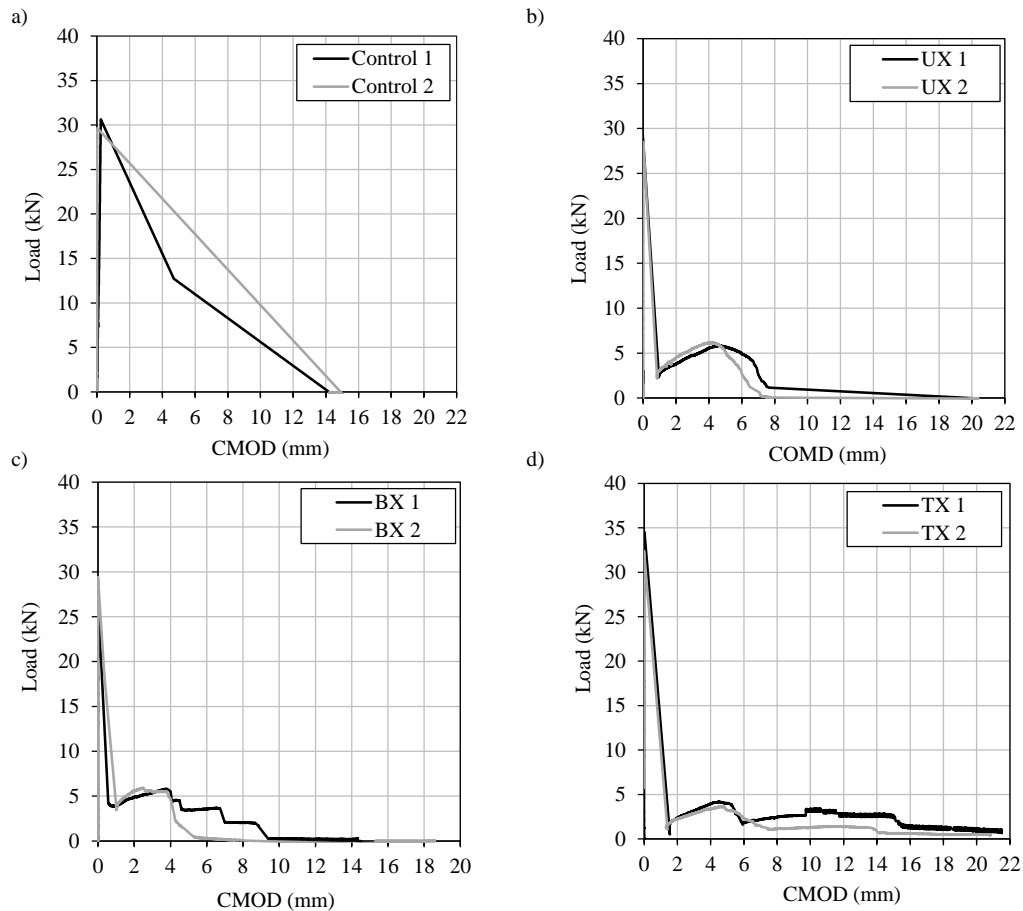 a)
40
35
30
25
20
15
10
5
0
Load (kN)
Control 1
Control 2
0 2 4 6 8 10 12 14 16 18 20 22
CMOD (mm)
b)
40
35
30
25
20
15
10
5
0
Load (kN)
UX 1
UX 2
0 2 4 6 8 10 12 14 16 18 20 22
COMD (mm)
c)
40
35
30
25
20
15
10
5
0
Load (kN)
BX 1
BX 2
0 2 4 6 8 10 12 14 16 18 20
CMOD (mm)
d)
40
35
30
25
20
15
10
5
0
Load (kN)
TX 1
TX 2
0 2 4 6 8 10 12 14 16 18 20 22
CMOD (mm)